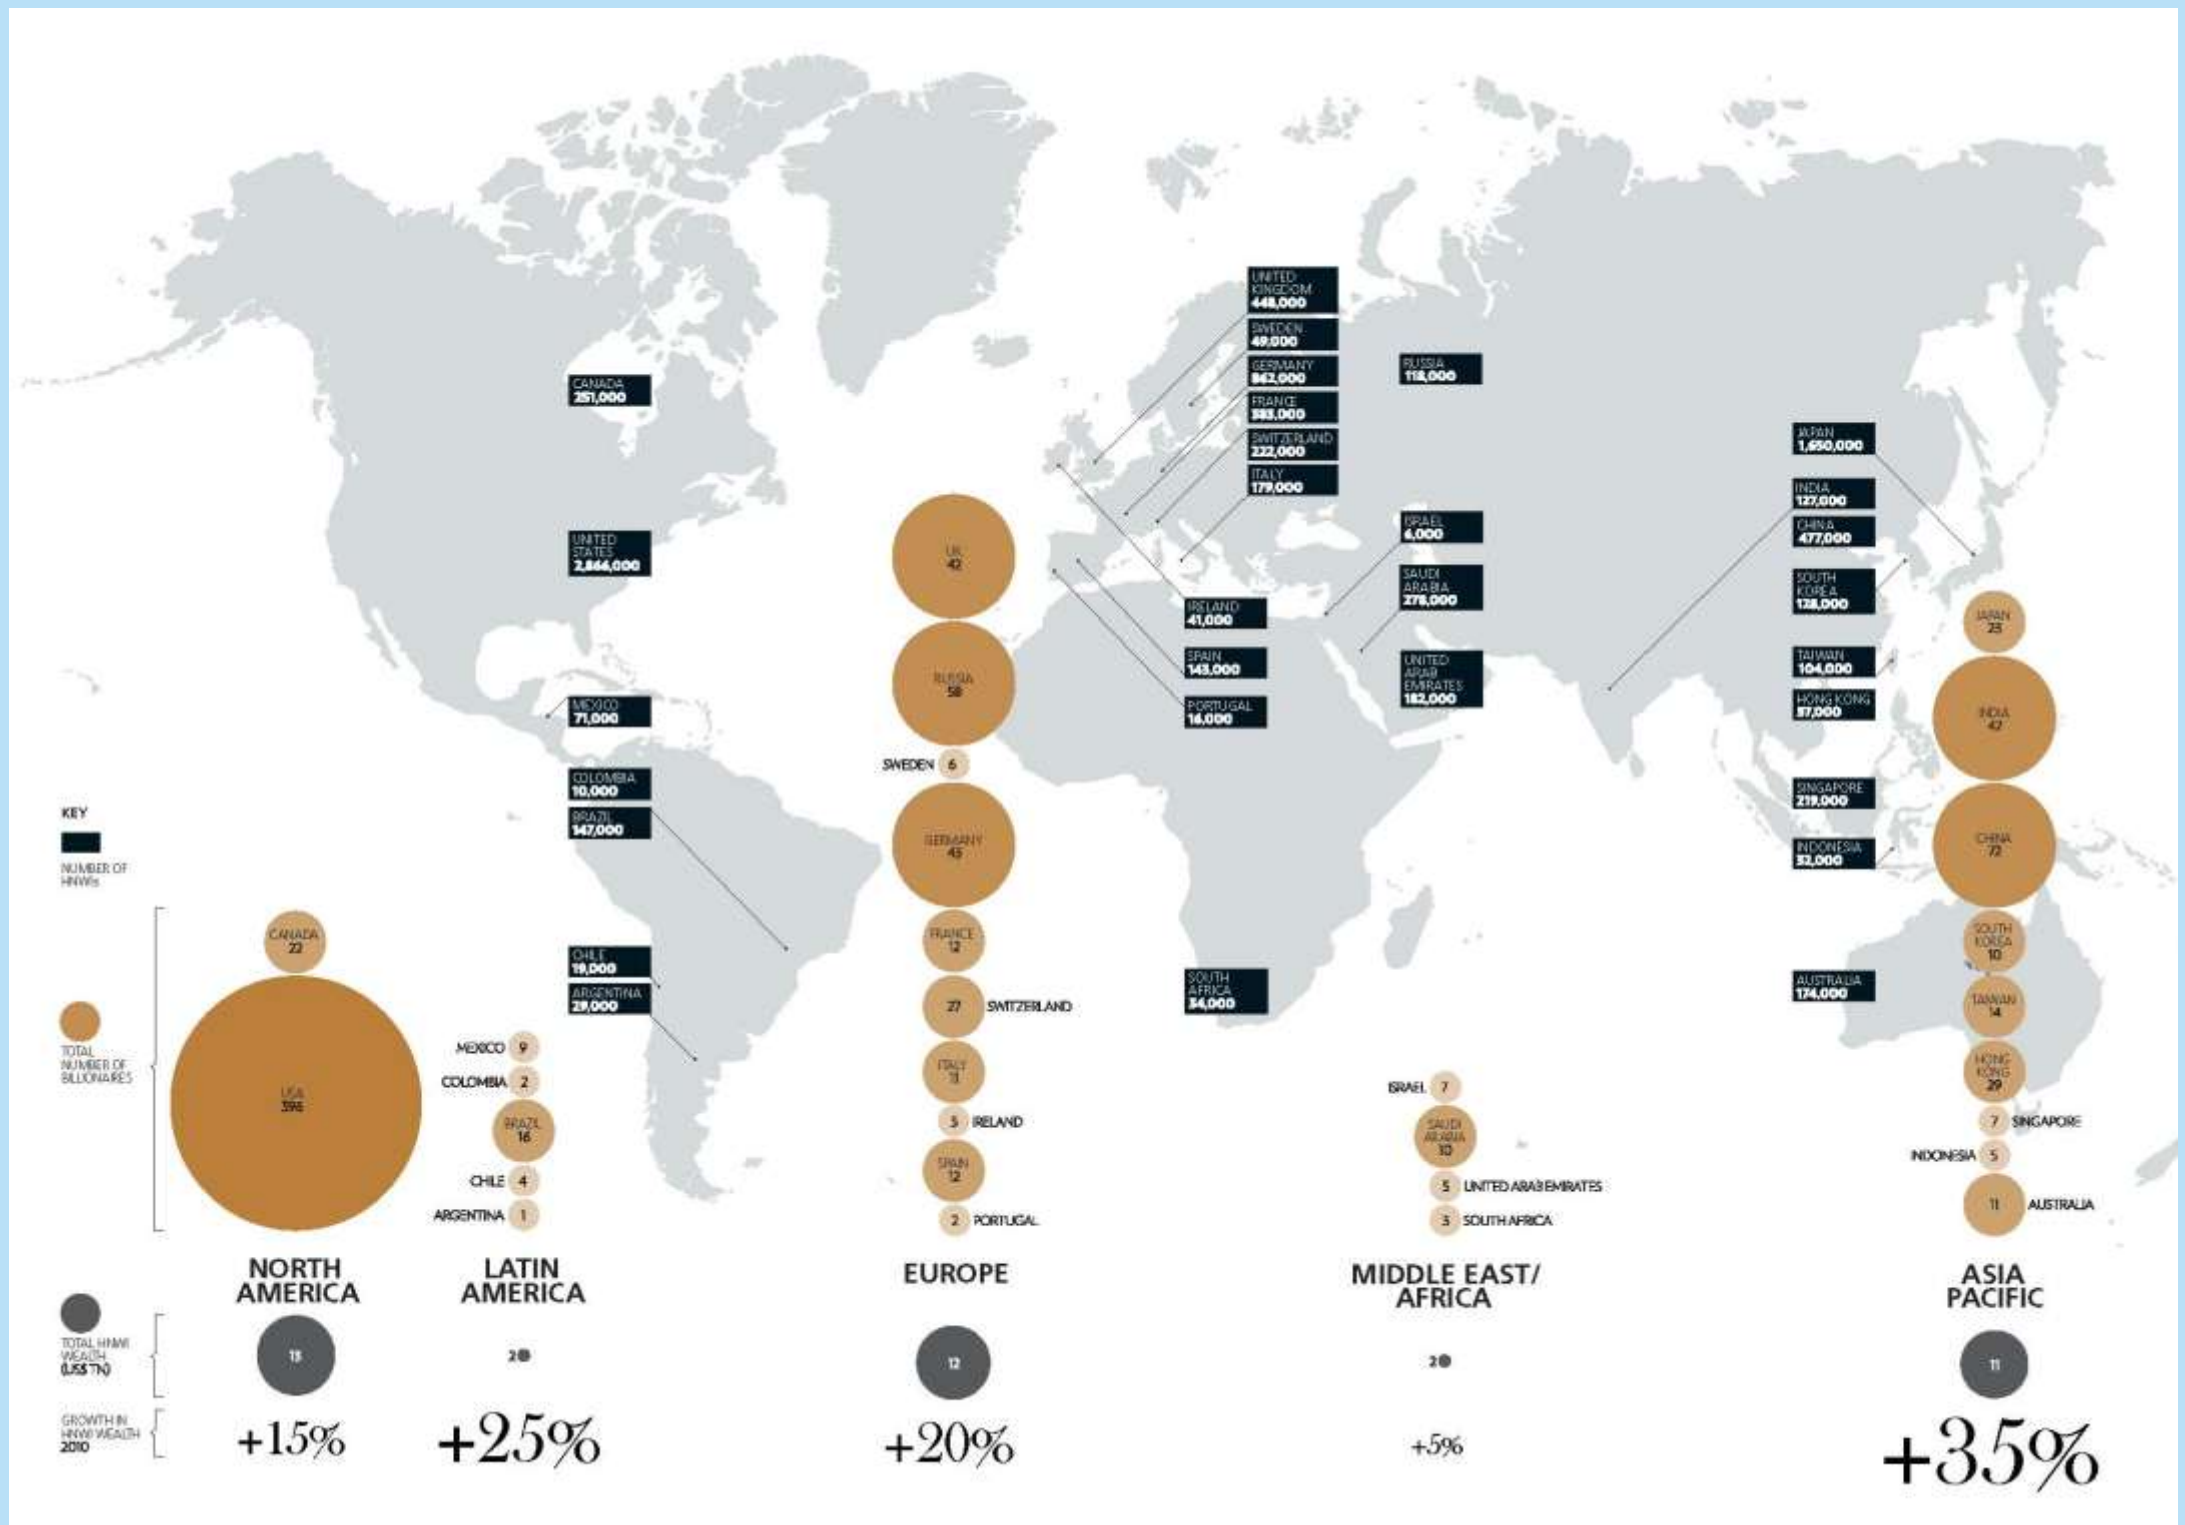 UNITED
KINGDOM
448,000
SWEDEN
49,000
GERMANY
862,000
FRANCE
383,000
SWITZERLAND
222,000
ITALY
179,000
RUSSIA
118,000
CANADA
251,000
UNITED
STATES
2,866,000
JAPAN
1,650,000
INDIA
127,000
CHINA
477,000
SOUTH
KOREA
128,000
TAIWAN
104,000
HONG KONG
SINGAPORE
219,000
INDONESIA
32,000
AUSTRALIA
174,000
ISRAEL
6,000
SAUDI
ARABIA
278,000
UNITED
ARAB
EMIRATES
182,000
IRELAND
41,000
SPAIN
143,000
PORTUGAL
16,000
SOUTH
AFRICA
MEXICO
71,000
COLOMBIA
10,000
BRAZIL
147,000
CHILE
19,000
ARGENTINA
29,000
KEY
NUMBER OF
HNWIs
TOTAL
NUMBER OF
BILLIONAIRES
CANADA
22
USA
396
MEXICO 9
COLOMBIA 2
BRAZIL
16
CHILE 4
ARGENTINA 1
UK
42
RUSSIA
58
SWEDEN 6
GERMANY
45
FRANCE
12
27 SWITZERLAND
ITALY
11
5 IRELAND
SPAIN
12
2 PORTUGAL
ISRAEL 7
SAUDI
ARABIA
10
5 UNITED ARAB EMIRATES
3 SOUTH AFRICA
JAPAN
23
INDIA
47
CHINA
72
SOUTH
KOREA
10
TAIWAN
14
HONG
KONG
29
7 SINGAPORE
INDONESIA 5
11 AUSTRALIA
NORTH
AMERICA
LATIN
AMERICA
EUROPE
MIDDLE EAST/
AFRICA
ASIA
PACIFIC
TOTAL HNWI
WEALTH
(US$ TN)
13
2
12
2
11
GROWTH IN
HNWI WEALTH
2010
+15%
+25%
+20%
+5%
+35%